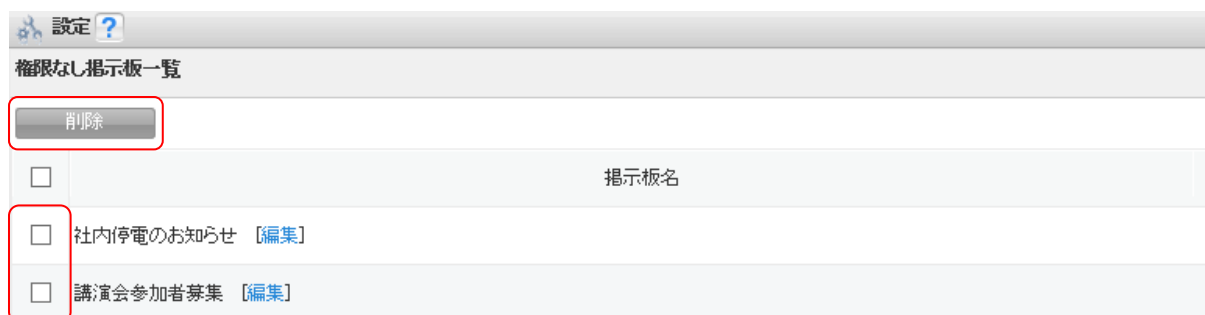 設定 ?
権限なし掲示板一覧
削除
掲示板名
社内停電のお知らせ [編集]
講演会参加者募集 [編集]